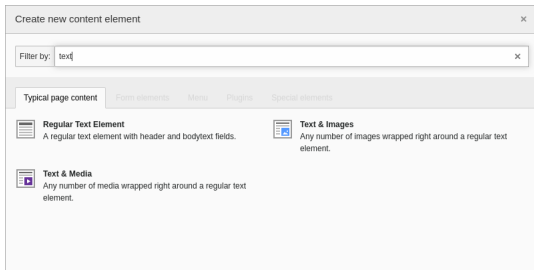 Create new content element
Filter by: text
Typical page content Form elements Menu Plugins Special elements
Regular Text Element
A regular text element with header and bodytext fields.
Text & Images
Any number of images wrapped right around a regular text
element.
Text & Media
Any number of media wrapped right around a regular text
element.